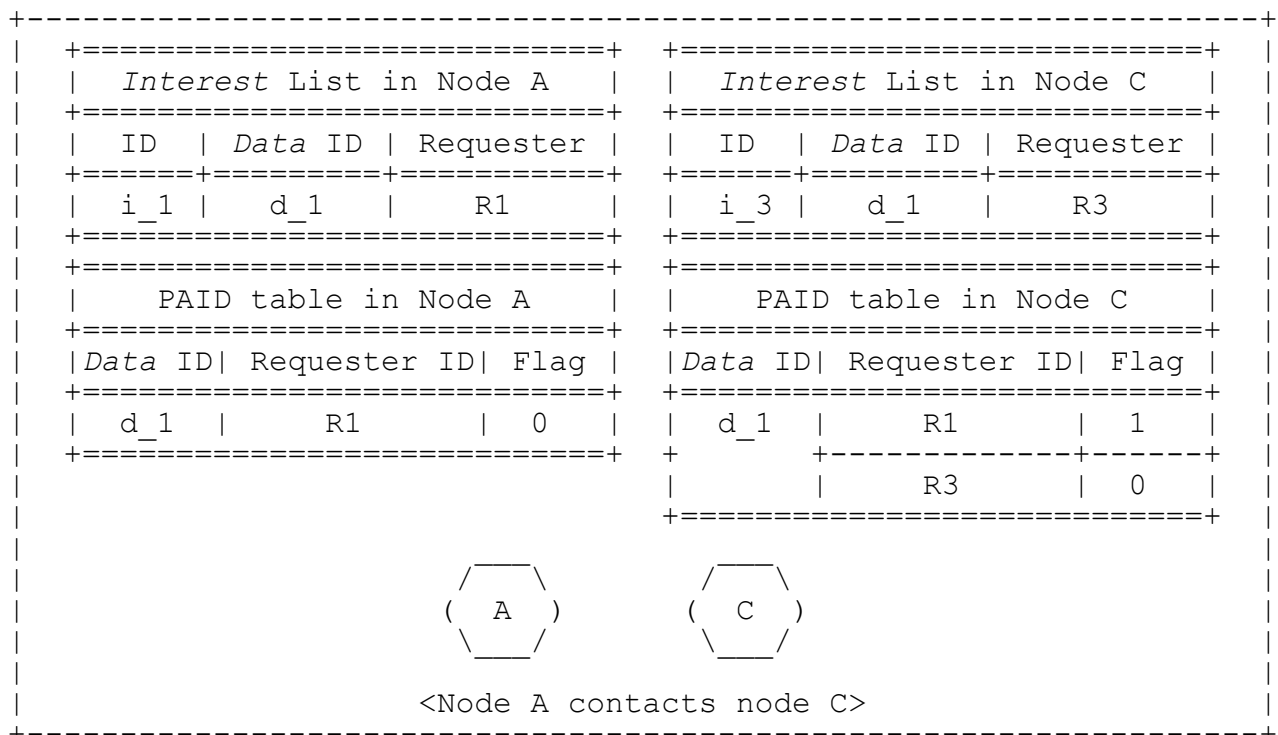 Interest List in Node A
ID | Data ID | Requester
i_1 | d_1 | R1
PAID table in Node A
Data ID| Requester ID| Flag
d_1 | R1 | 0
Interest List in Node C
ID | Data ID | Requester
i_3 | d_1 | R3
PAID table in Node C
Data ID| Requester ID| Flag
d_1 | R1 | 1
R3 | 0
A
C
<Node A contacts node C>